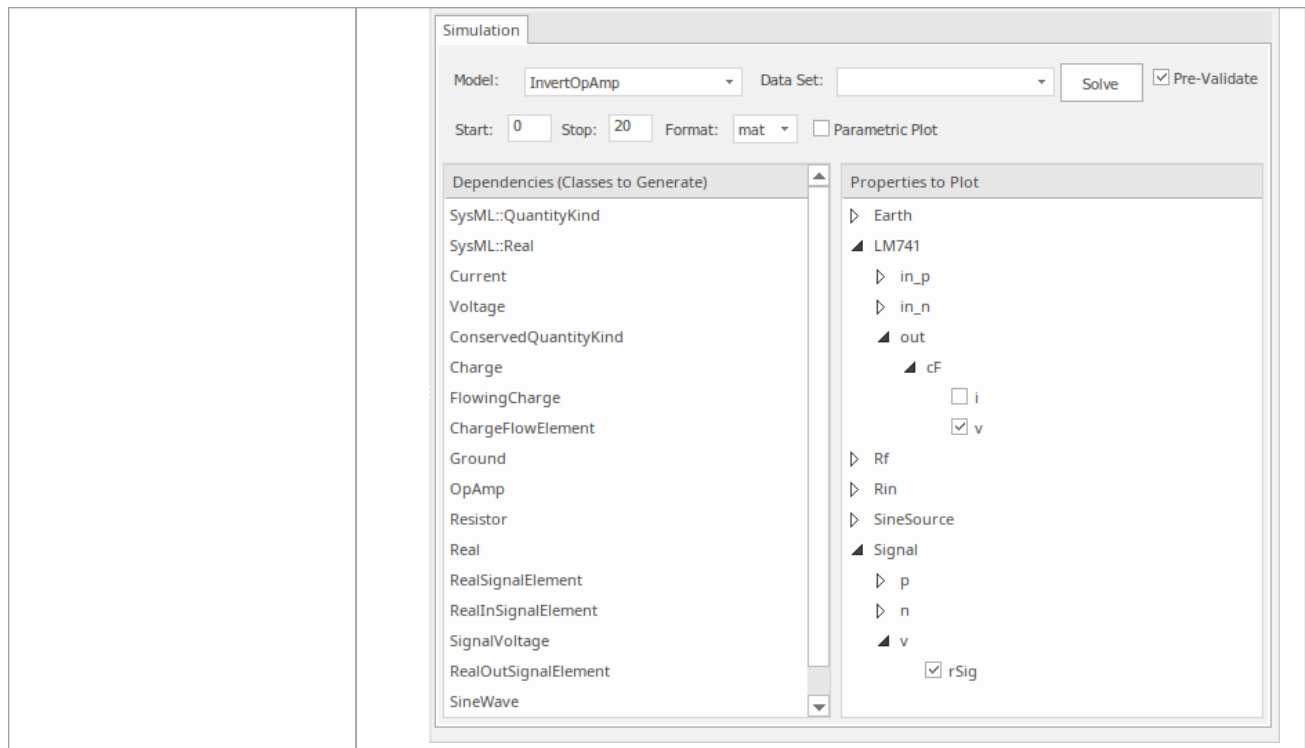 Simulation
Model: InvertOpAmp Data Set: Solve Pre-Validate
Start: 0 Stop: 20 Format: mat Parametric Plot
Dependencies (Classes to Generate)
SysML::QuantityKind
SysML::Real
Current
Voltage
ConservedQuantityKind
Charge
FlowingCharge
ChargeFlowElement
Ground
OpAmp
Resistor
Real
RealSignalElement
RealInSignalElement
SignalVoltage
RealOutSignalElement
SineWave
Properties to Plot
Earth
LM741
in_p
in_n
out
cF
i
v
Rf
Rin
SineSource
Signal
p
n
v
rSig